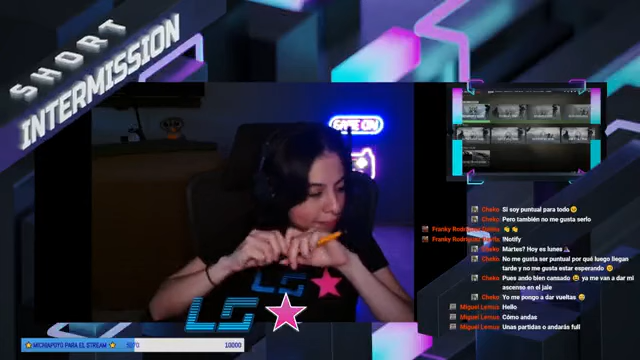 SHORT
INTERMISSION
GAME ON
LG
LG
Cheko Si soy puntual para todo
Cheko Pero también no me gusta serlo
Franky
Franky !Notify
Cheko Martes? Hoy es lunes
Cheko No me gusta ser puntual por qué luego llegan
tarde y no me gusta estar esperando
Cheko Pues ando bien cansado ya me van a dar mi
ascenso en el jale
Cheko Yo me pongo a dar vueltas
Miguel Lemus Hello
Miguel Lemus Cómo andas
Miguel Lemus Unas partidas o andarás full
PARA EL STREAM 10000